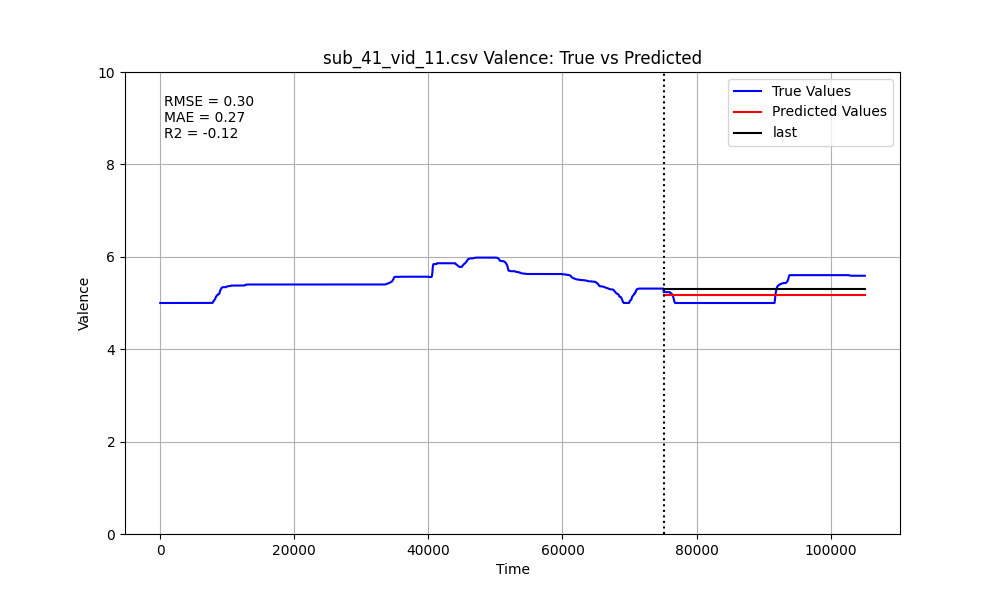 sub_41_vid_11.csv Valence: True vs Predicted
RMSE = 0.30
MAE = 0.27
R2 = -0.12
True Values
Predicted Values
last
10
8
6
4
2
0
Valence
0
20000
40000
60000
80000
100000
Time